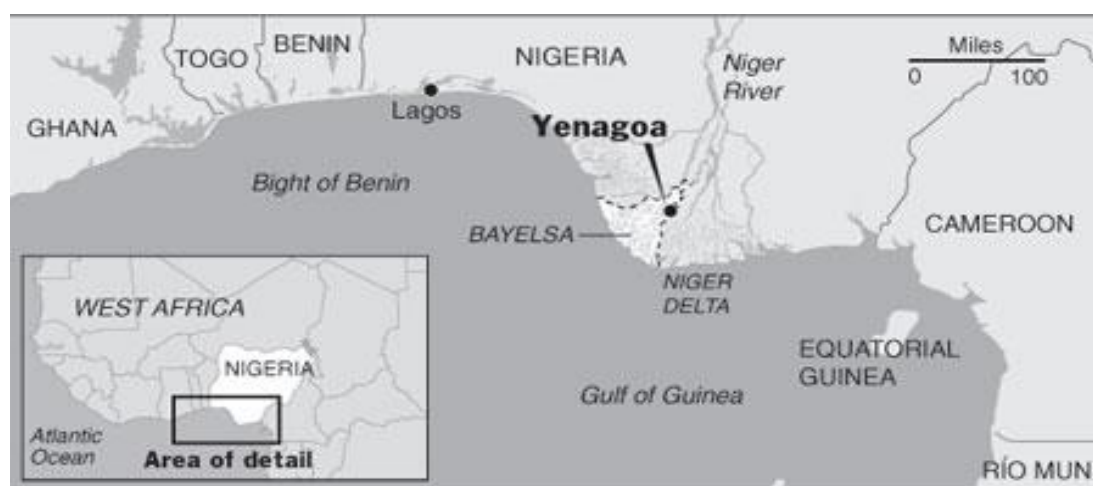 BENIN
TOGO
NIGERIA
Niger
River
Miles
0 100
Lagos
GHANA
Yenagoa
Bight of Benin
BAYELSA
CAMEROON
NIGER
DELTA
EQUATORIAL
GUINEA
Gulf of Guinea
RÍO MUN
WEST AFRICA
NIGERIA
Atlantic
Ocean
Area of detail